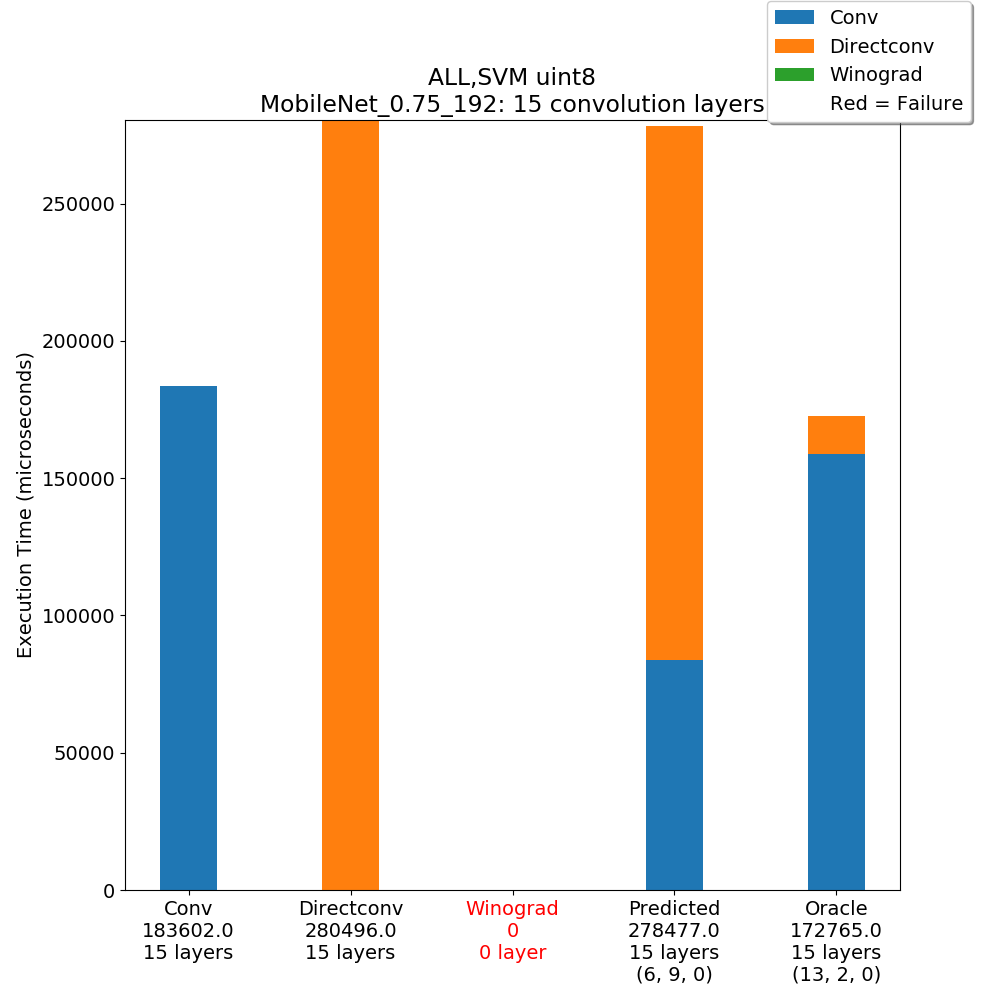 Conv
Directconv
Winograd
Red = Failure
ALL,SVM uint8
MobileNet_0.75_192: 15 convolution layers
Execution Time (microseconds)
250000
200000
150000
100000
50000
0
Conv
183602.0
15 layers
Directconv
280496.0
15 layers
Winograd
0
0 layer
Predicted
278477.0
15 layers
(6, 9, 0)
Oracle
172765.0
15 layers
(13, 2, 0)